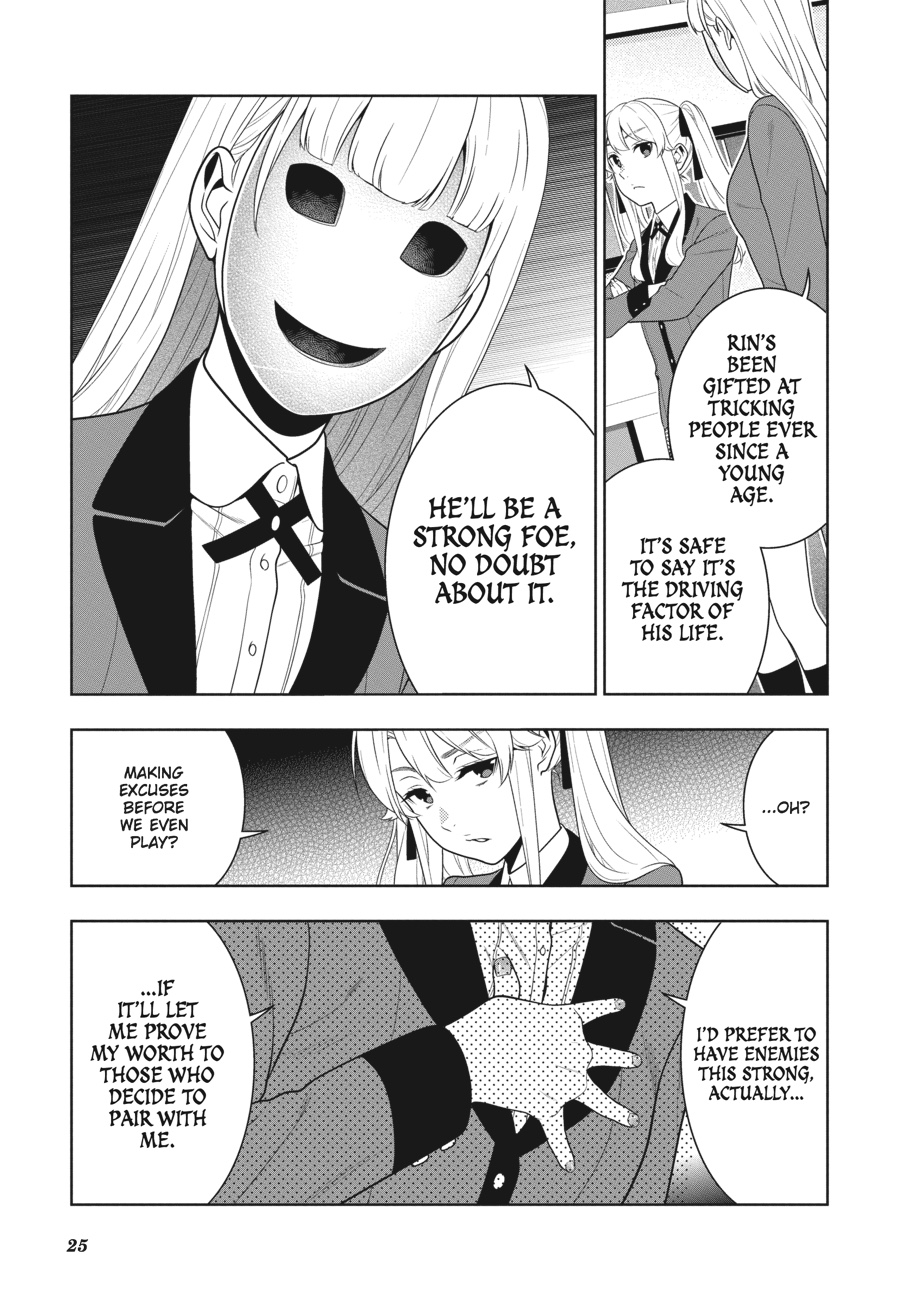 RIN'S
BEEN
GIFTED AT
TRICKING
PEOPLE EVER
SINCE A
YOUNG
AGE.
IT'S SAFE
TO SAY IT'S
THE DRIVING
FACTOR OF
HIS LIFE.
HE'LL BE A
STRONG FOE,
NO DOUBT
ABOUT IT.
...OH?
MAKING
EXCUSES
BEFORE
WE EVEN
PLAY?
I'D PREFER TO
HAVE ENEMIES
THIS STRONG,
ACTUALLY...
...IF
IT'LL LET
ME PROVE
MY WORTH TO
THOSE WHO
DECIDE TO
PAIR WITH
ME.
25